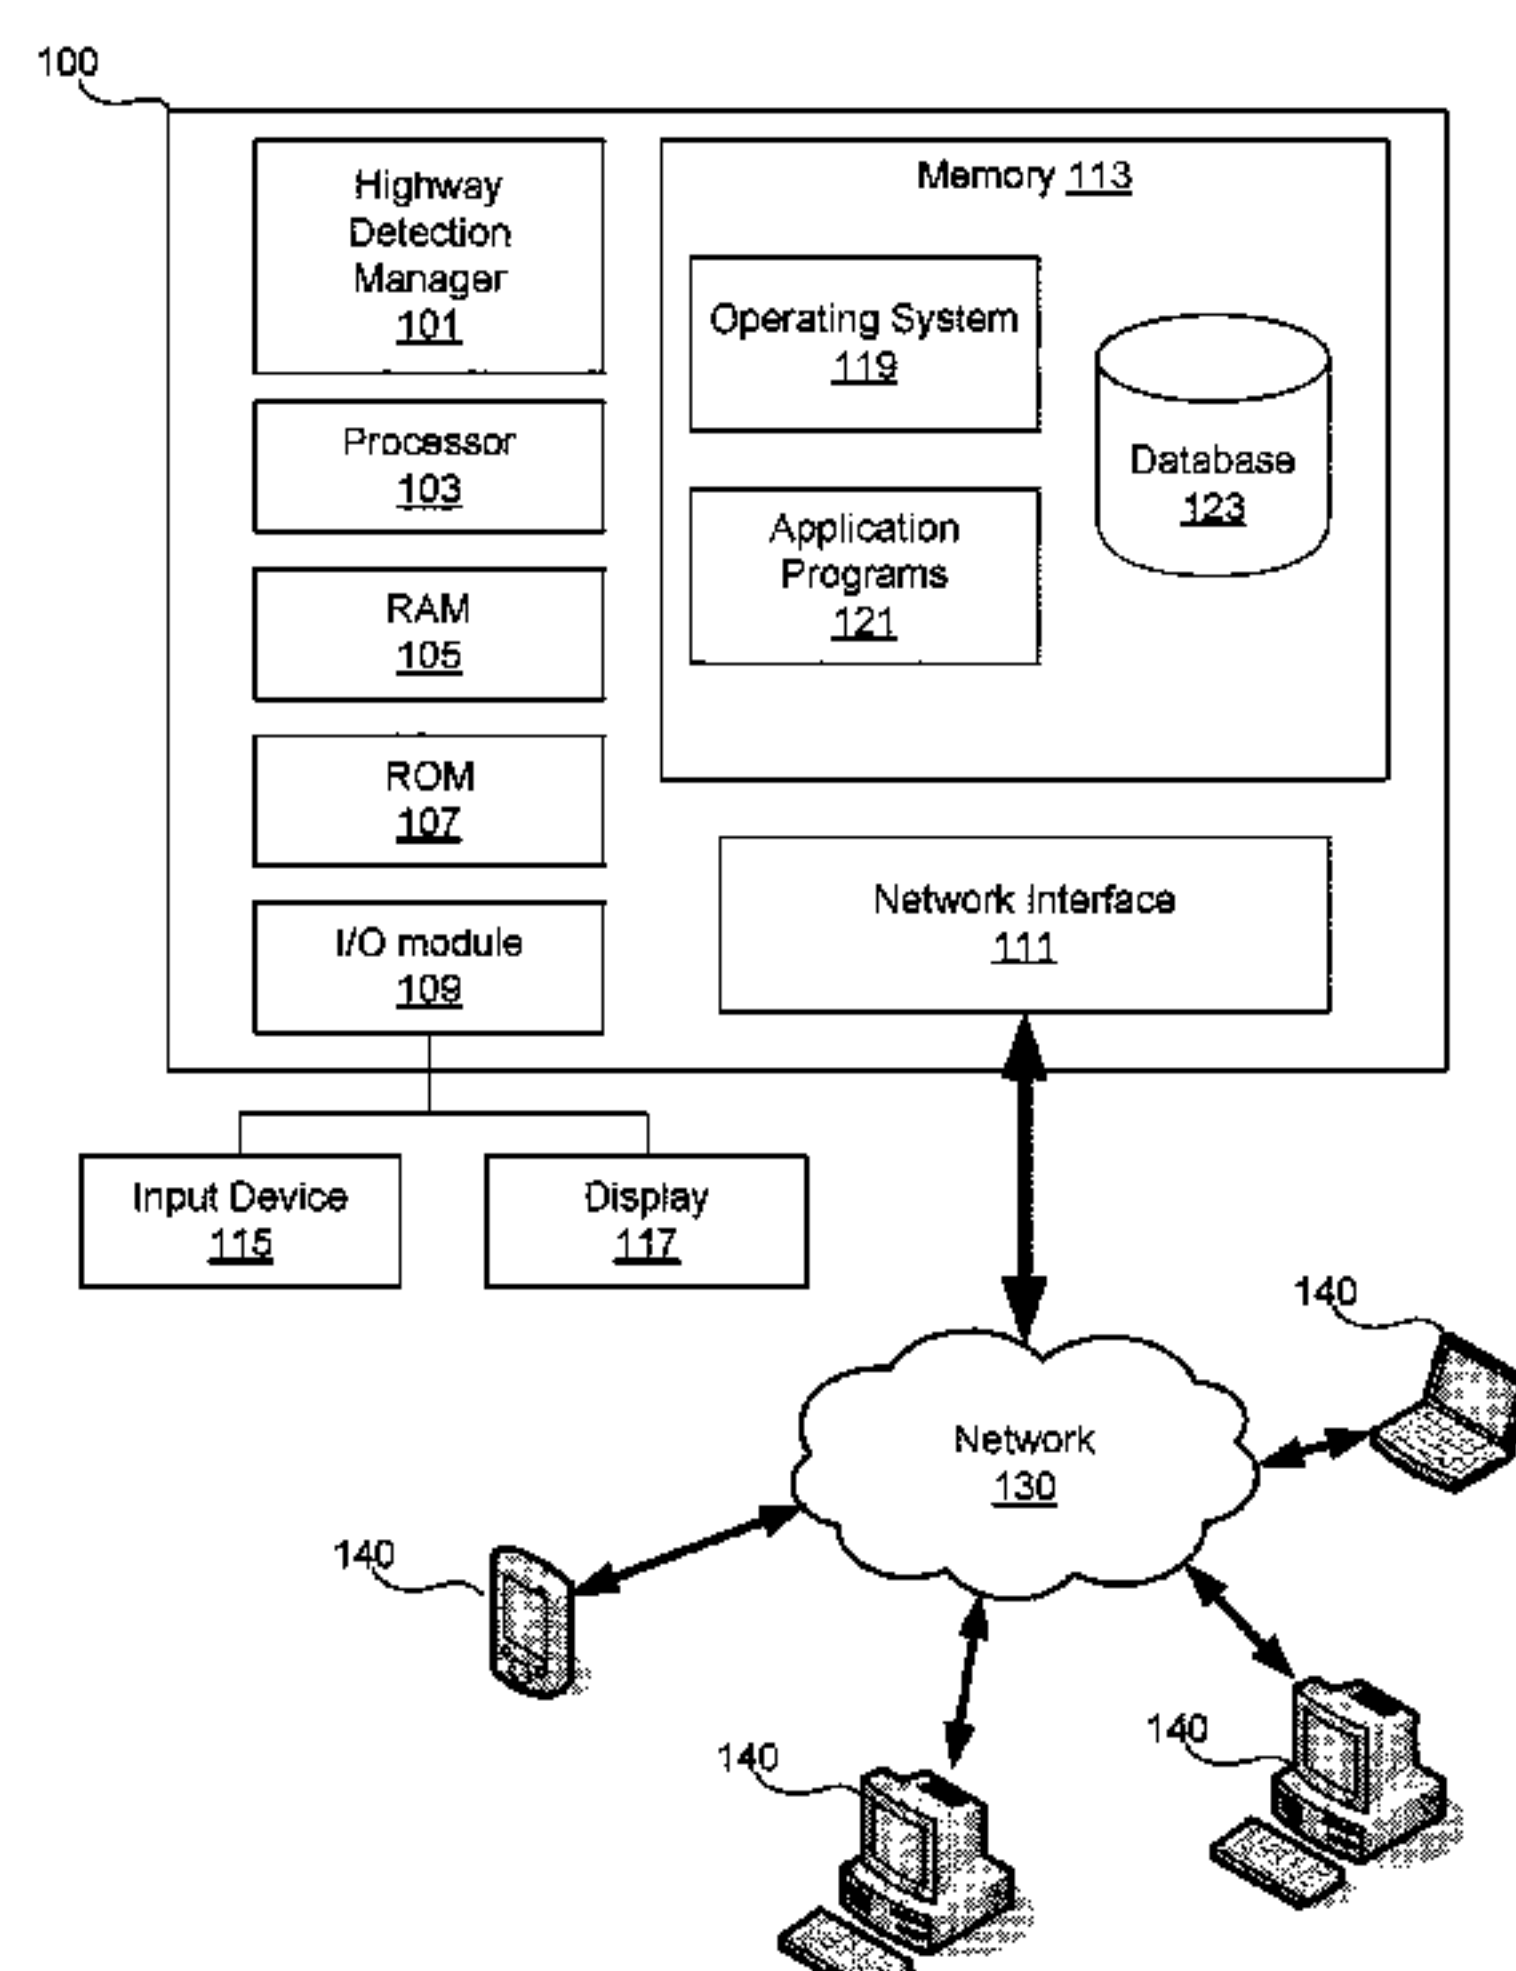 100
Highway
Detection
Manager
101
Processor
103
RAM
105
ROM
107
I/O module
109
Memory 113
Operating System
119
Application
Programs
121
Database
123
Network Interface
111
Input Device
115
Display
117
Network
130
140
140
140
140